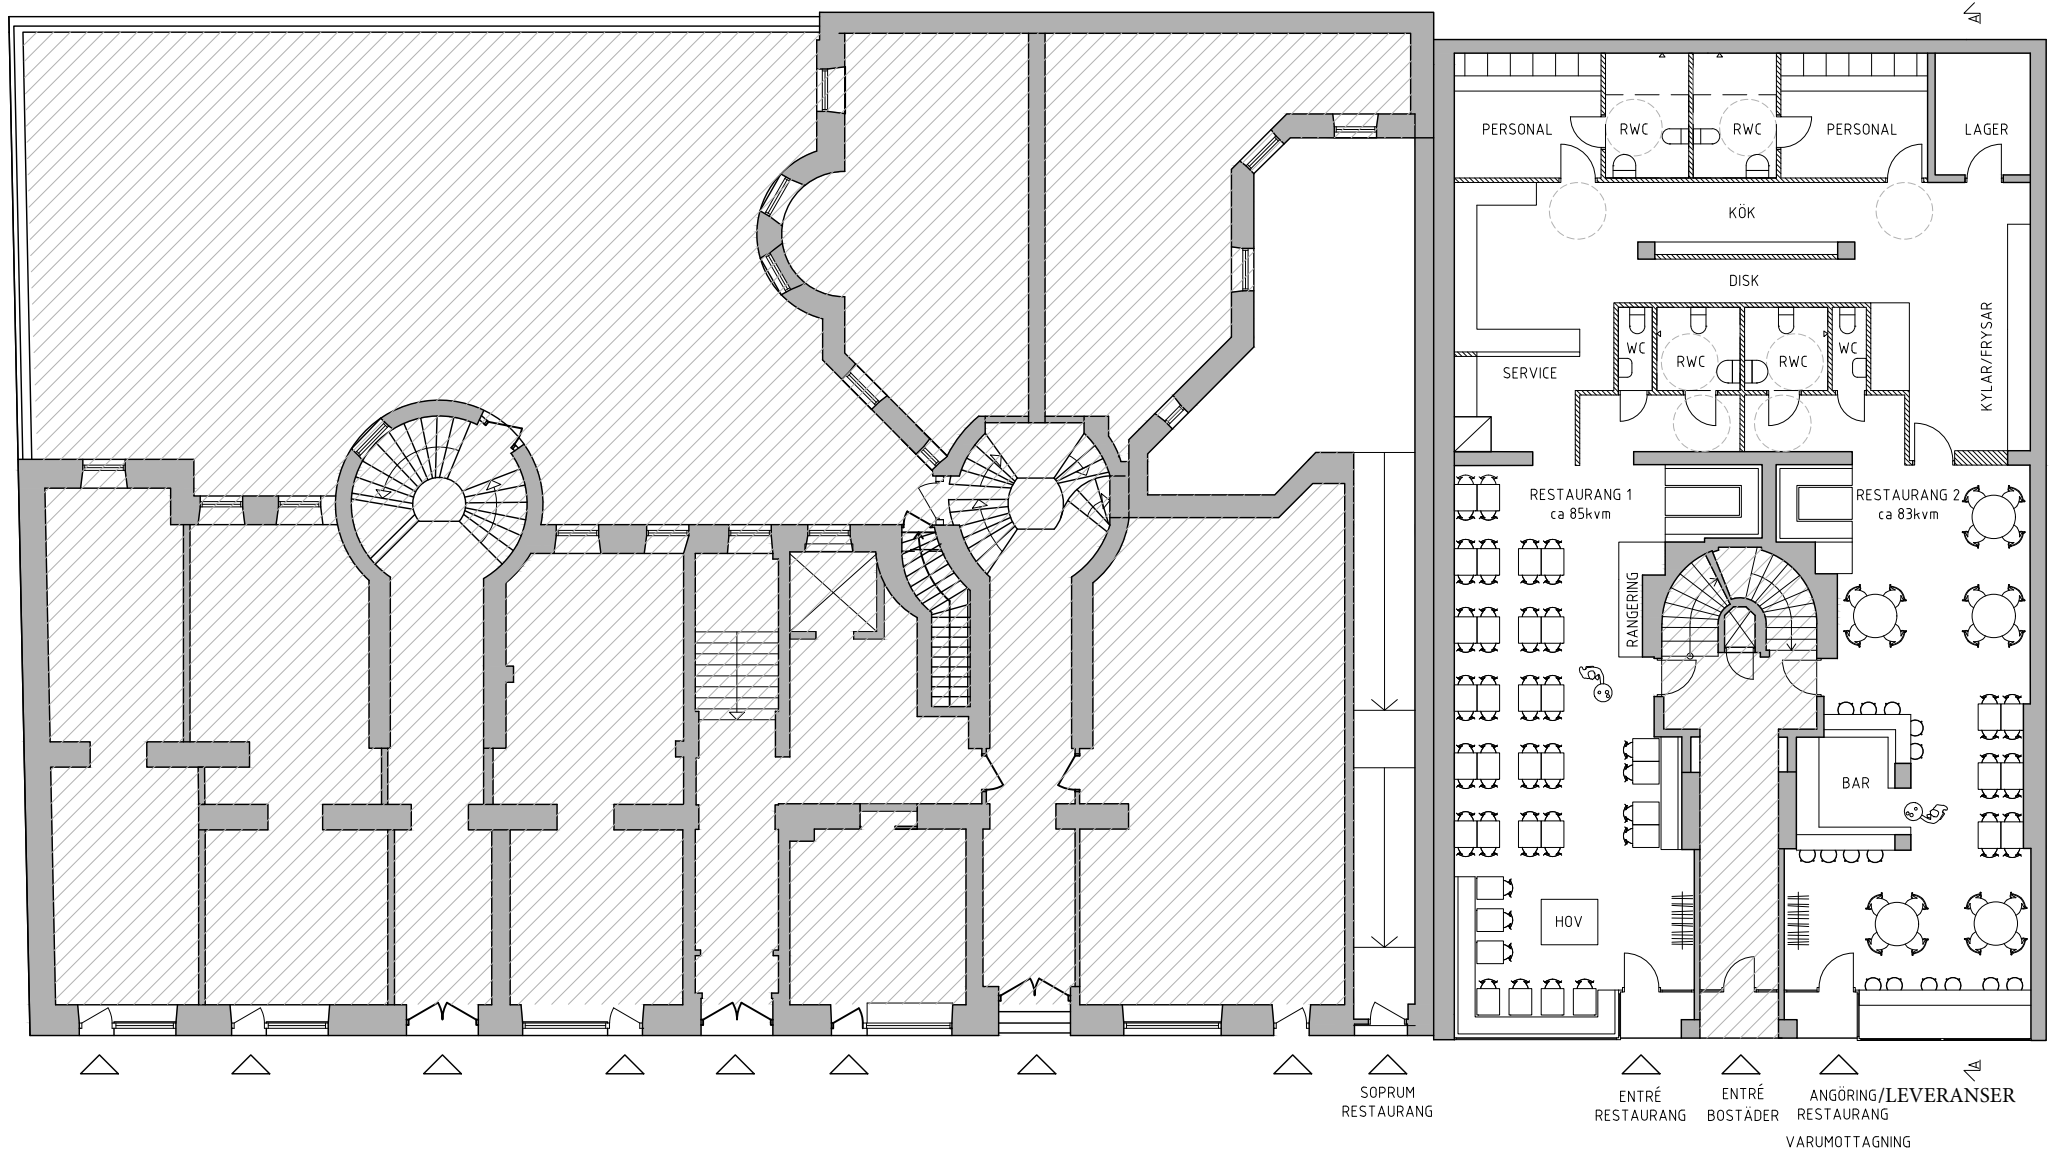 A
PERSONAL
RWC
RWC
PERSONAL
LAGER
KÖK
DISK
KYLAR/FRYSAR
WC
RWC
RWC
WC
SERVICE
RESTAURANG 1
ca 85kvm
RESTAURANG 2
ca 83kvm
RANGERING
BAR
HOV
A
SOPRUM
RESTAURANG
ENTRÉ
RESTAURANG
ENTRÉ
BOSTÄDER
ANGÖRING/LEVERANSER
RESTAURANG
VARUMOTTAGNING